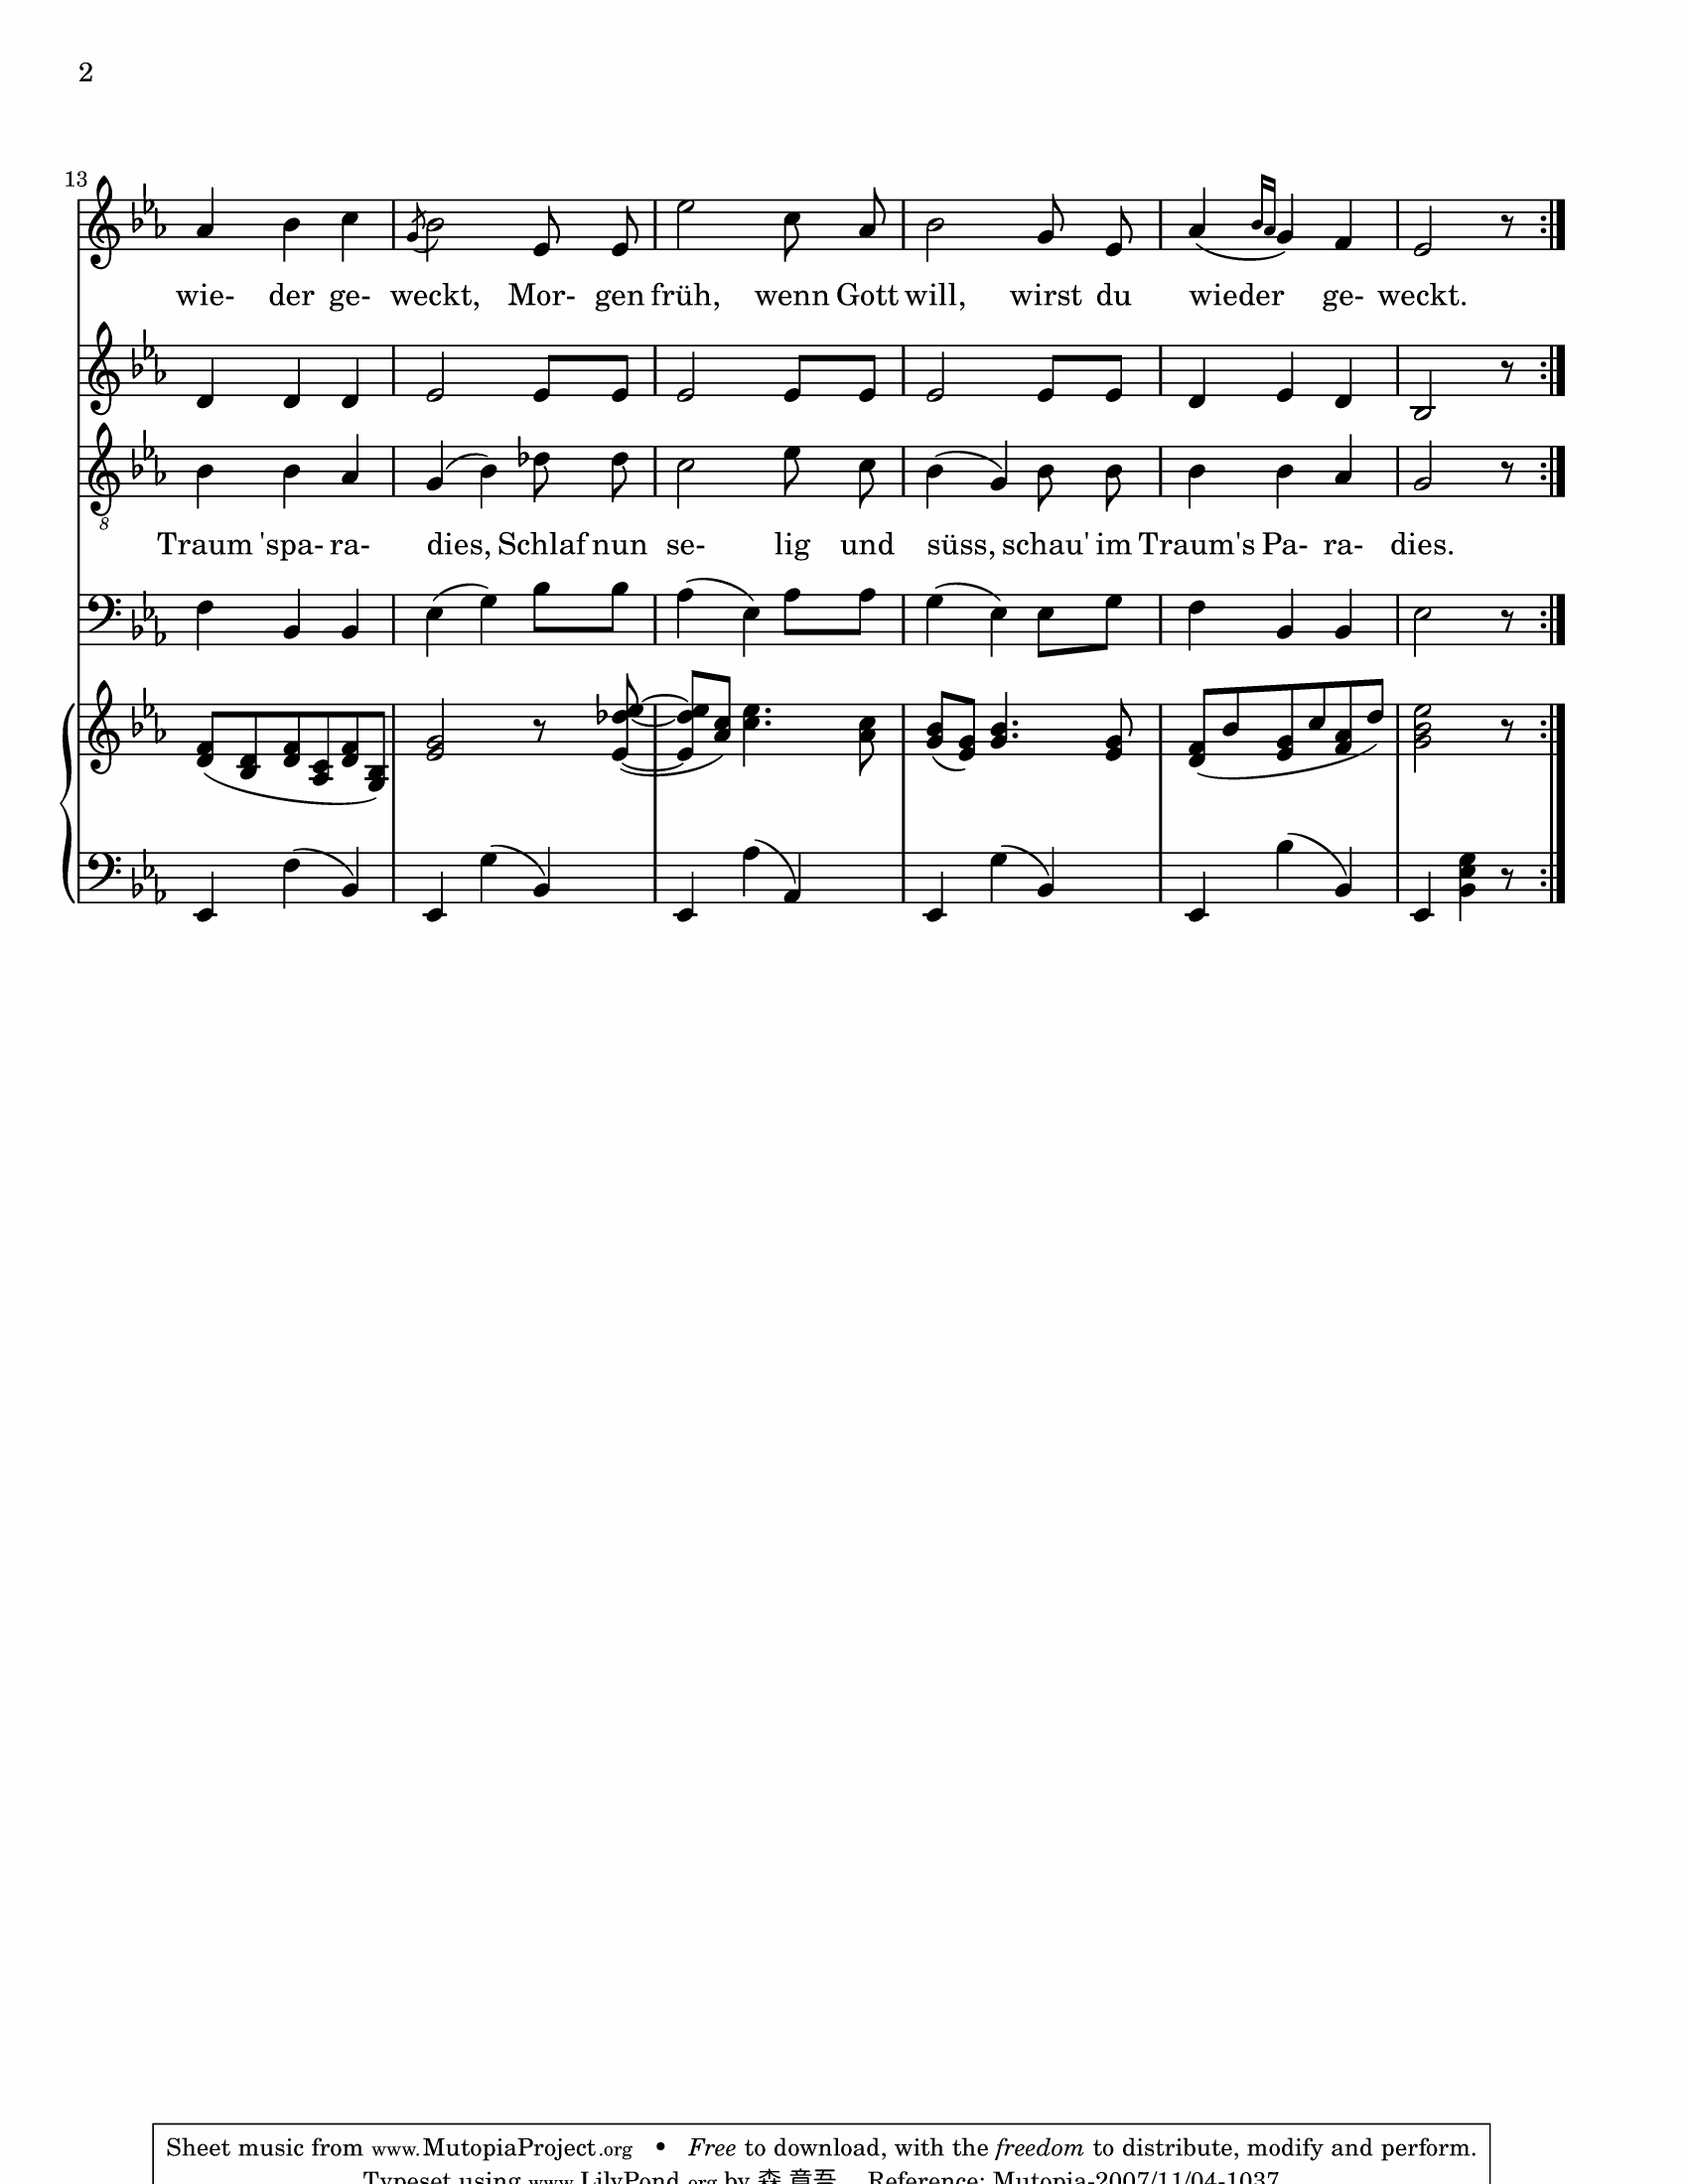 2
13
wie- der ge- weckt, Mor- gen früh, wenn Gott will, wirst du wieder ge- weckt.
8
Traum 'spa- ra- dies, Schlaf nun se- lig und süss, schau' im Traum's Pa- ra- dies.
Sheet music from www.MutopiaProject.org • Free to download, with the freedom to distribute, modify and perform.
Typeset using www.LilyPond.org by 森 章吾 Reference: Mutopia-2007/11/04-1037